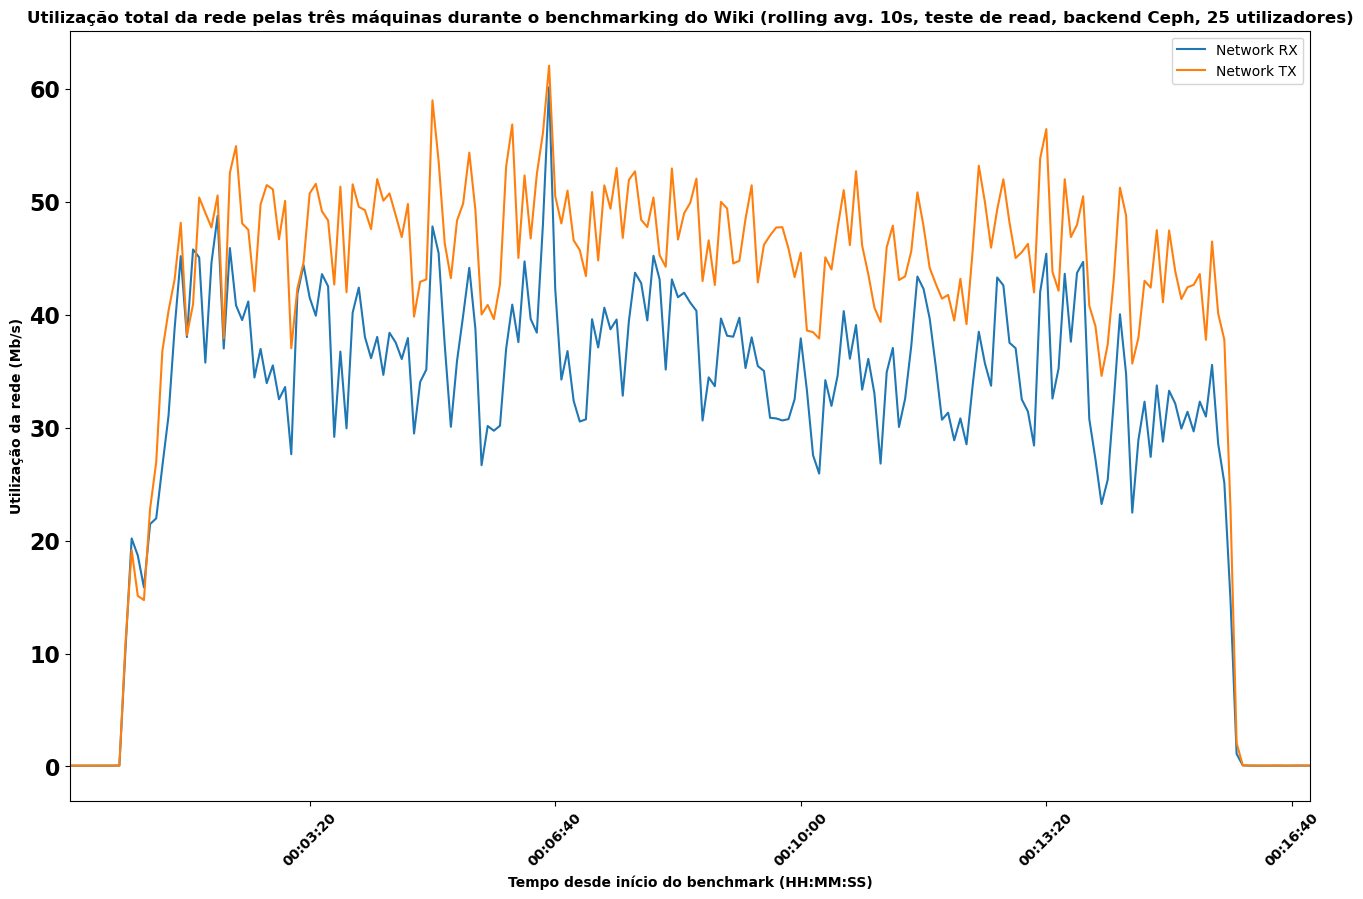 Utilização total da rede pelas três máquinas durante o benchmarking do Wiki (rolling avg. 10s, teste de read, backend Ceph, 25 utilizadores)
Network RX
Network TX
Utilização da rede (Mb/s)
60
50
40
30
20
10
0
00:03:20
00:06:40
00:10:00
00:13:20
00:16:40
Tempo desde início do benchmark (HH:MM:SS)